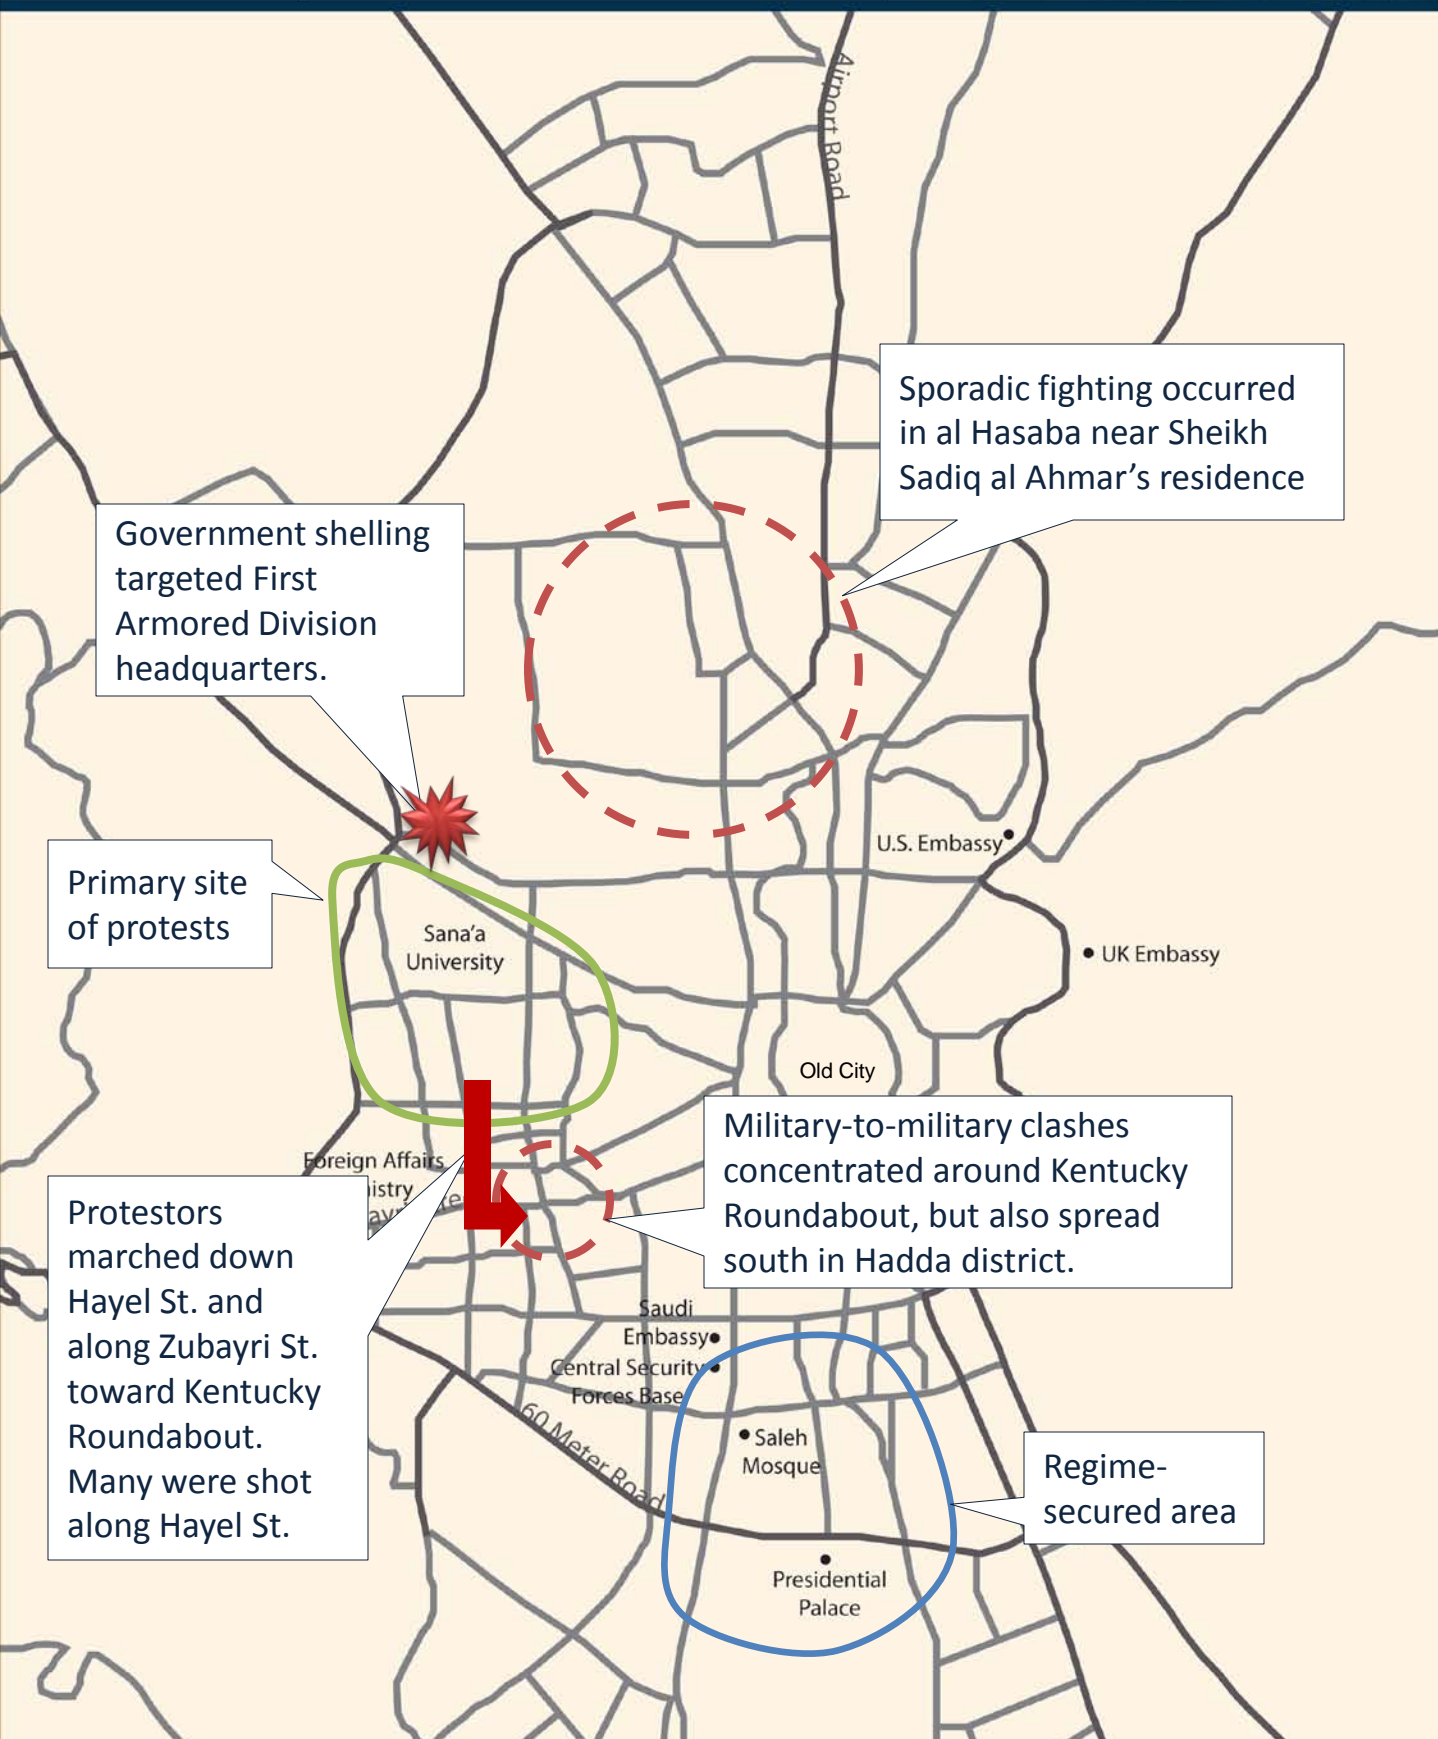 Airport Road
Sporadic fighting occurred
in al Hasaba near Sheikh
Sadiq al Ahmar’s residence
Government shelling
targeted First
Armored Division
headquarters.
U.S. Embassy
Primary site
of protests
Sana’a
University
UK Embassy
Old City
Military-to-military clashes
concentrated around Kentucky
Roundabout, but also spread
south in Hadda district.
Foreign Affairs
Protestors
marched down
Hayel St. and
along Zubayri St.
toward Kentucky
Roundabout.
Many were shot
along Hayel St.
Saudi
Embassy
Central Security
Forces Base
60 Meter Road
Saleh
Mosque
Regime-
secured area
Presidential
Palace